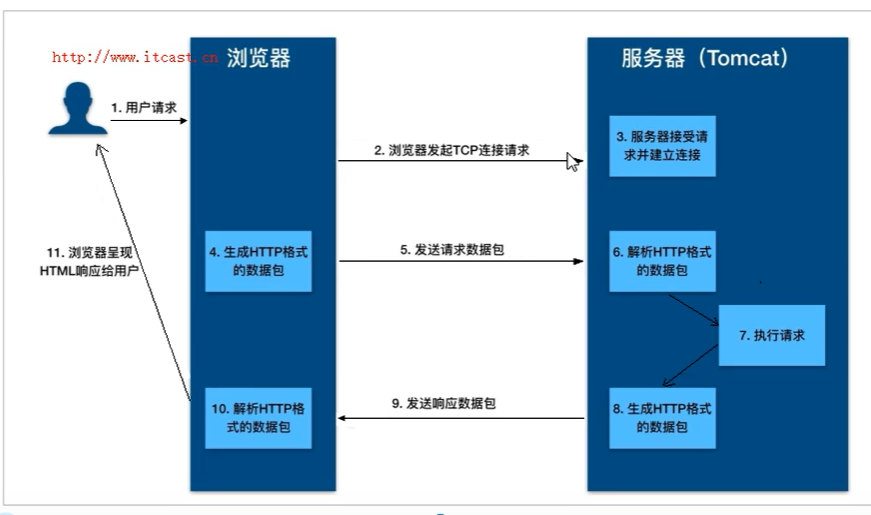 http://www.itcast.cn
浏览器
服务器（Tomcat）
1. 用户请求
2. 浏览器发起TCP连接请求
3. 服务器接受请
求并建立连接
4. 生成HTTP格式
的数据包
5. 发送请求数据包
6. 解析HTTP格式
的数据包
7. 执行请求
8. 生成HTTP格式
的数据包
9. 发送响应数据包
10. 解析HTTP格
式的数据包
11. 浏览器呈现
HTML响应给用户